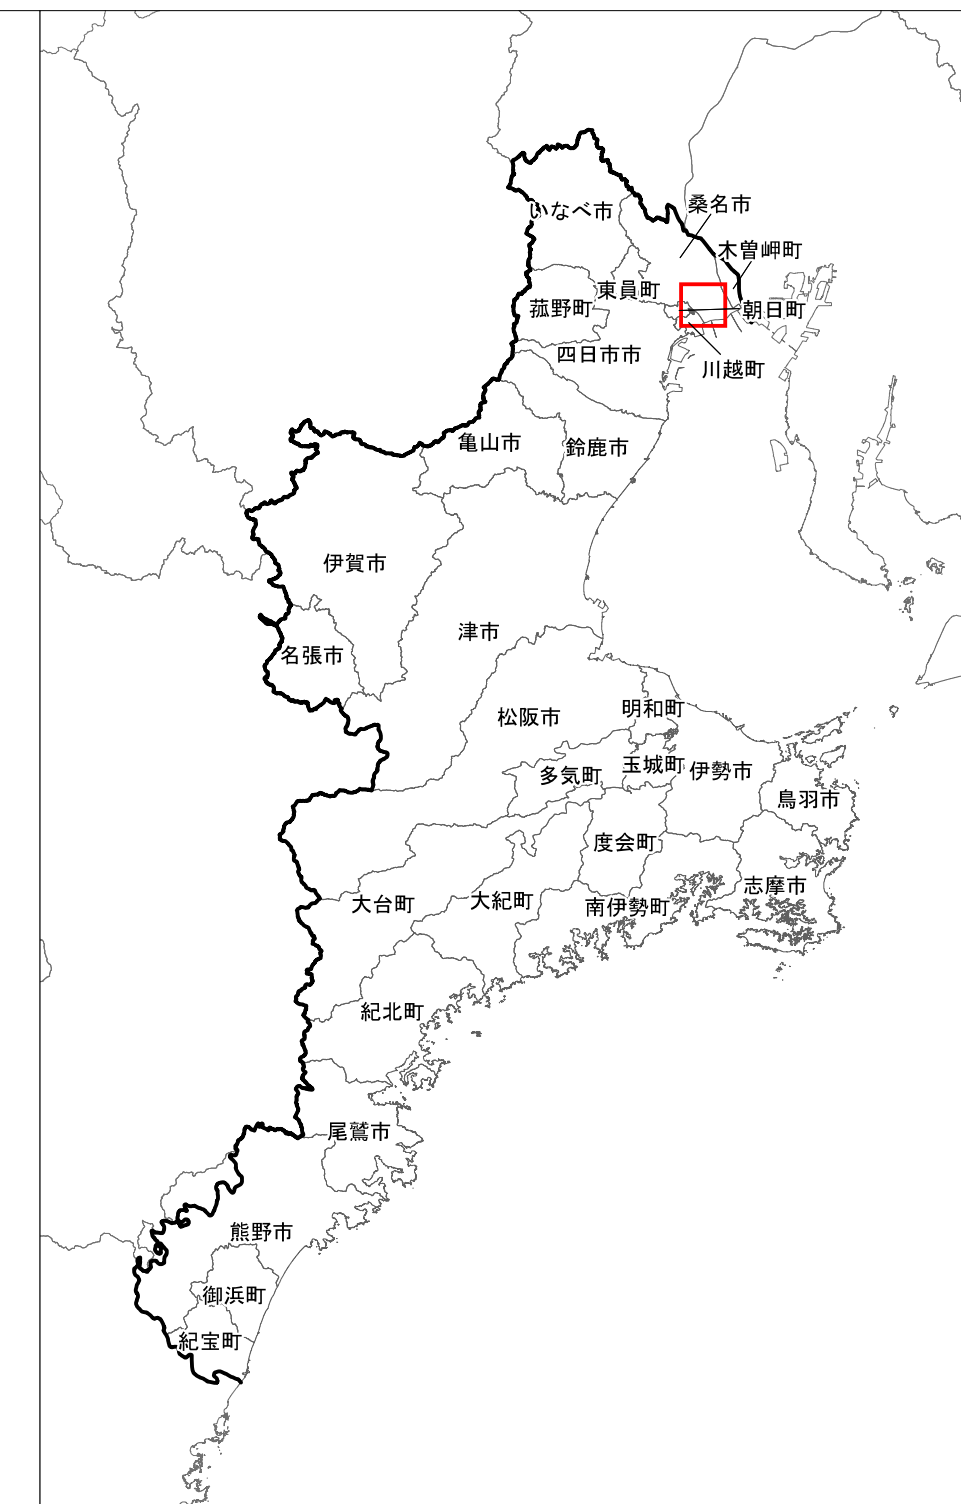 桑名市
いなべ市
木曽岬町
東員町
菰野町
朝日町
四日市市
川越町
亀山市
鈴鹿市
伊賀市
津市
名張市
明和町
松阪市
玉城町
伊勢市
多気町
鳥羽市
度会町
志摩市
大紀町
大台町
南伊勢町
紀北町
尾鷲市
熊野市
御浜町
紀宝町